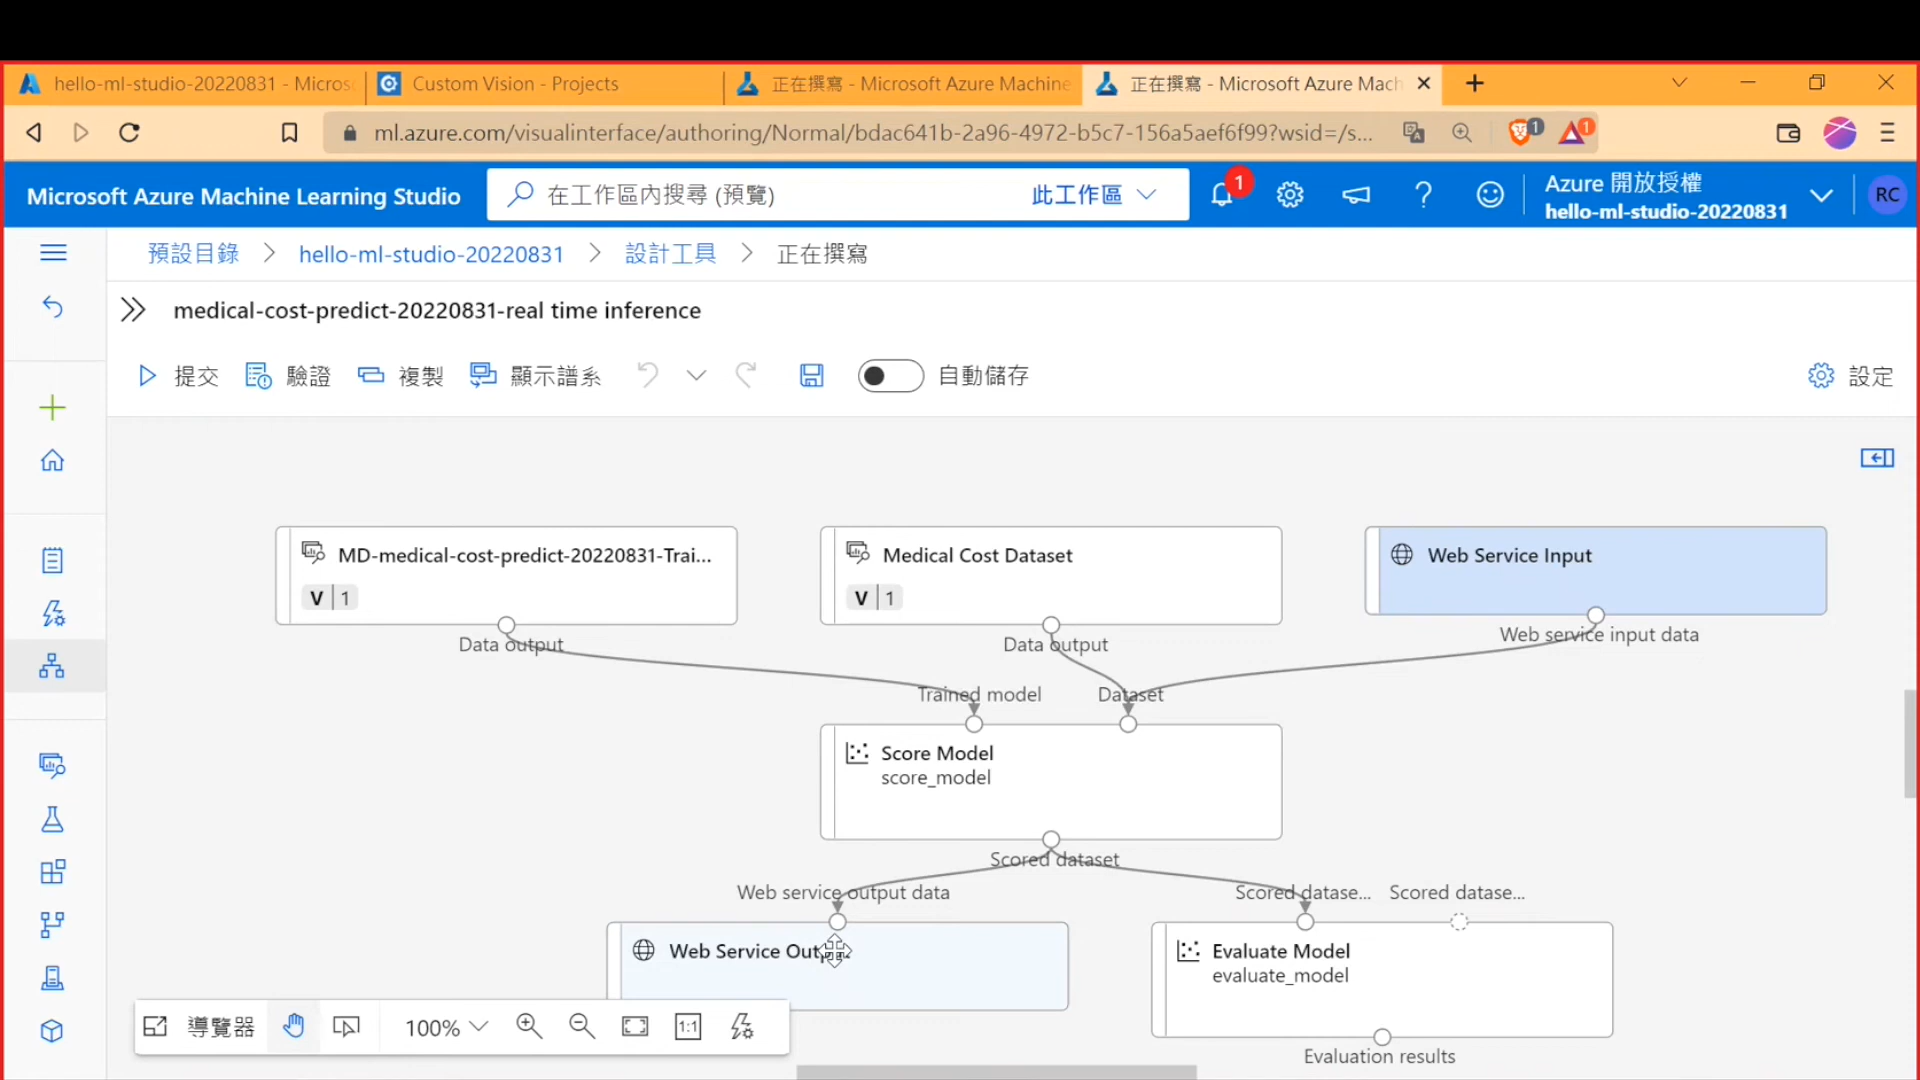 hello-ml-studio-20220831 - Micros
Custom Vision - Projects
正在撰寫 - Microsoft Azure Machine
正在撰寫 - Microsoft Azure Mach
ml.azure.com/visualinterface/authoring/Normal/bdac641b-2a96-4972-b5c7-156a5aef6f99?wsid=/s...
1
1
Microsoft Azure Machine Learning Studio
在工作區內搜尋 (預覽)
此工作區
1
Azure 開放授權
hello-ml-studio-20220831
RC
預設目錄 > hello-ml-studio-20220831 > 設計工具 > 正在撰寫
medical-cost-predict-20220831-real time inference
提交 驗證 複製 顯示譜系 自動儲存 設定
MD-medical-cost-predict-20220831-Trai...
V 1
Data output
Medical Cost Dataset
V 1
Data output
Web Service Input
Web service input data
Trained model
Dataset
Score Model
score_model
Scored dataset
Web service output data
Scored datase...
Scored datase...
Web Service
Evaluate Model
evaluate_model
Evaluation results
導覽器
100%
1:1